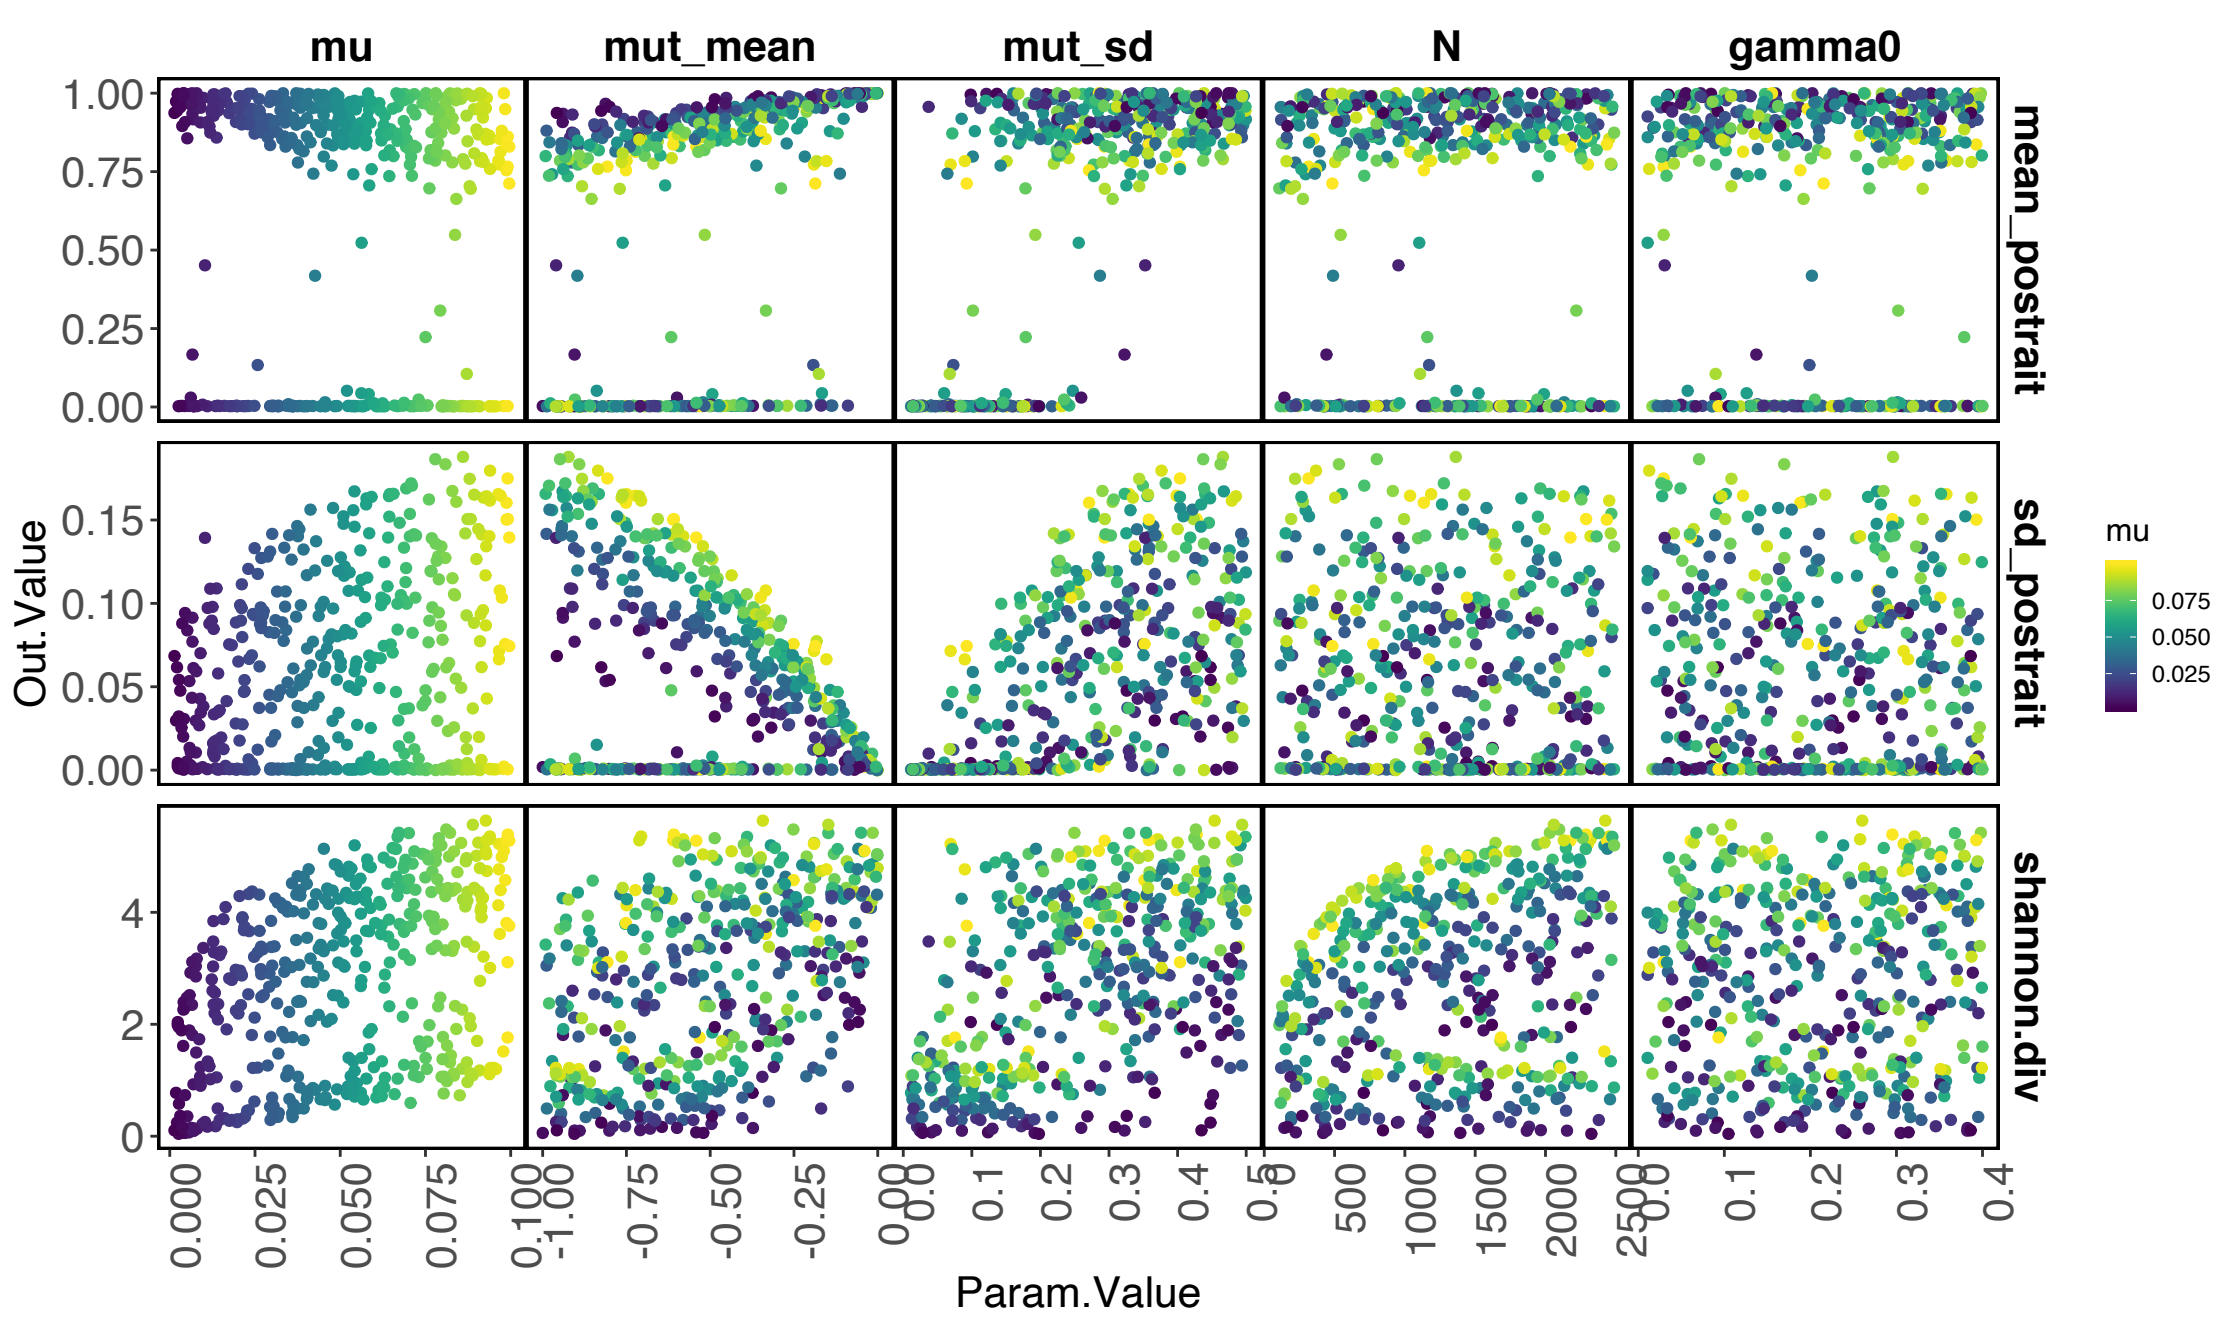 mu mut_mean mut_sd N gamma0
1.00
0.75
0.50
0.25
0.00
mean_postrait
0.15
0.10
0.05
0.00
sd_postrait
4
2
0
shannon.div
Out.Value
0.000 0.025 0.050 0.075 0.100
-1.00 -0.75 -0.50 -0.25 0.00
0.0 0.1 0.2 0.3 0.4 0.5
0 500 1000 1500 2000 2500
0.0 0.1 0.2 0.3 0.4
Param.Value
mu
0.075
0.050
0.025